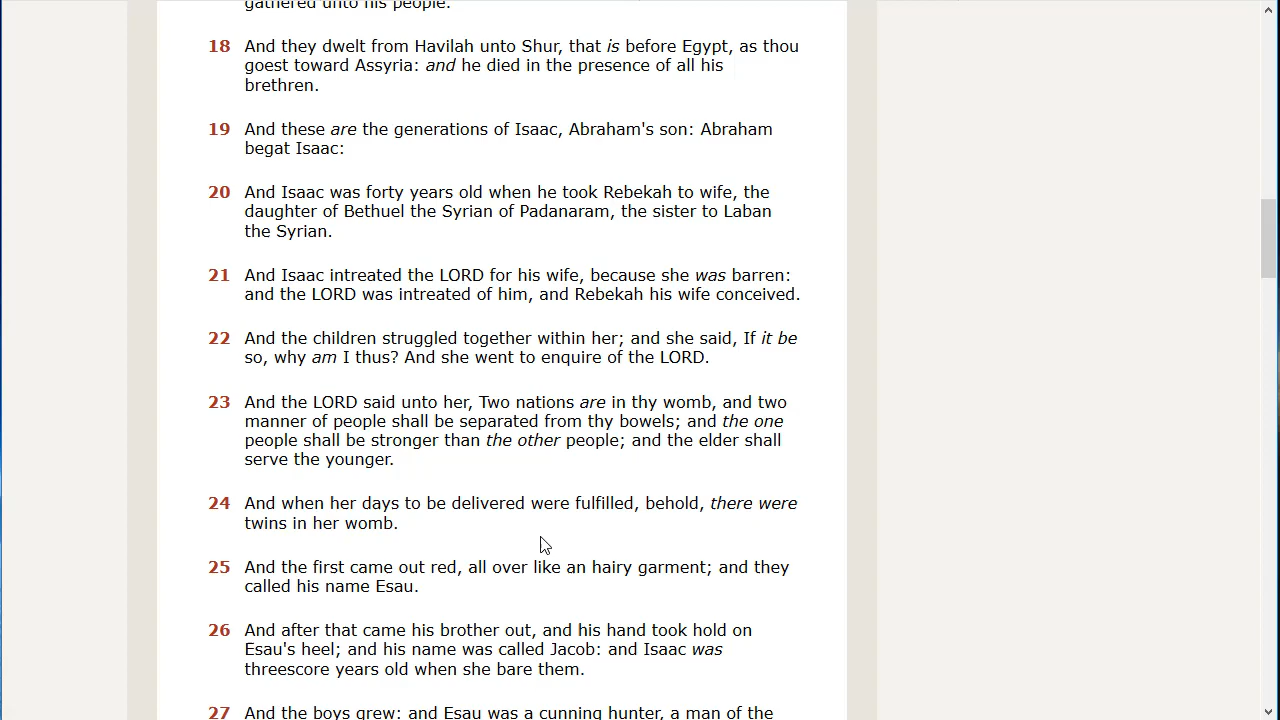 gathered unto his people.
18 And they dwelt from Havilah unto Shur, that is before Egypt, as thou
goest toward Assyria: and he died in the presence of all his
brethren.
19 And these are the generations of Isaac, Abraham's son: Abraham
begat Isaac:
20 And Isaac was forty years old when he took Rebekah to wife, the
daughter of Bethuel the Syrian of Padanaram, the sister to Laban
the Syrian.
21 And Isaac intreated the LORD for his wife, because she was barren:
and the LORD was intreated of him, and Rebekah his wife conceived.
22 And the children struggled together within her; and she said, If it be
so, why am I thus? And she went to enquire of the LORD.
23 And the LORD said unto her, Two nations are in thy womb, and two
manner of people shall be separated from thy bowels; and the one
people shall be stronger than the other people; and the elder shall
serve the younger.
24 And when her days to be delivered were fulfilled, behold, there were
twins in her womb.
25 And the first came out red, all over like an hairy garment; and they
called his name Esau.
26 And after that came his brother out, and his hand took hold on
Esau's heel; and his name was called Jacob: and Isaac was
threescore years old when she bare them.
27 And the boys grew: and Esau was a cunning hunter, a man of the